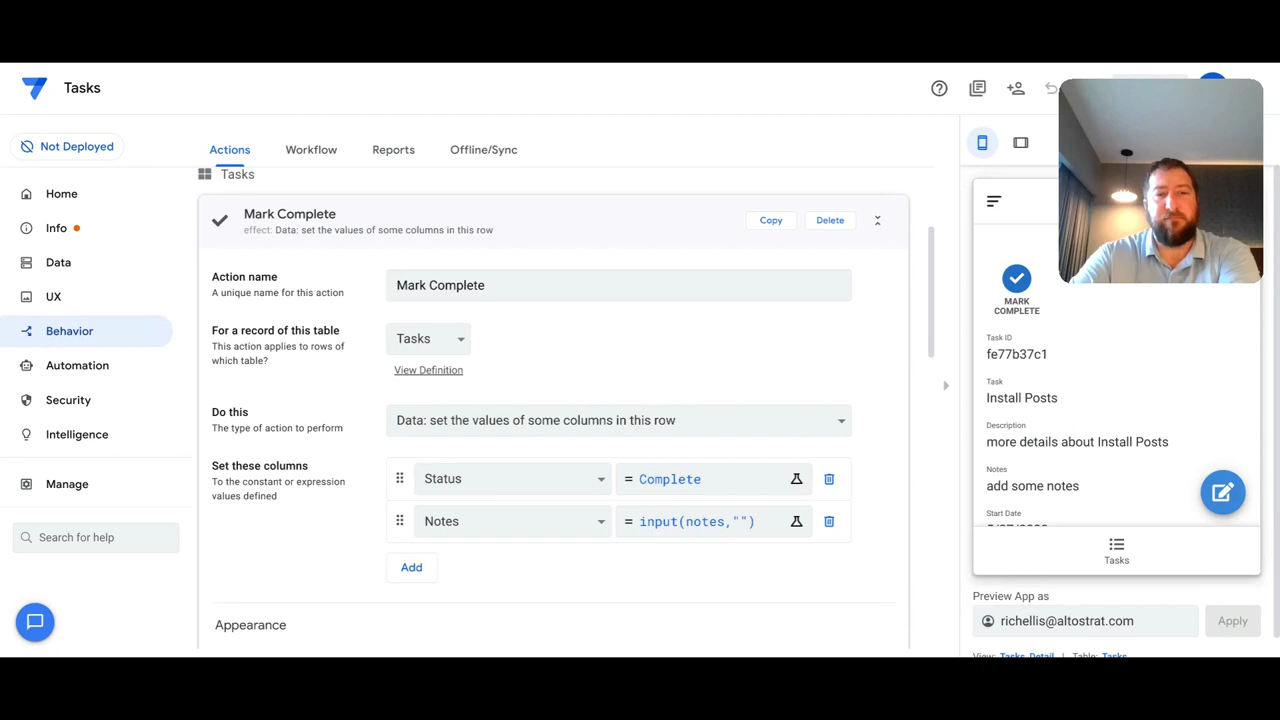 Tasks
Not Deployed
Home
Info
Data
UX
Behavior
Automation
Security
Intelligence
Manage
Search for help
Actions
Workflow
Reports
Offline/Sync
Tasks
Mark Complete
effect: Data: set the values of some columns in this row
Copy
Delete
Action name
A unique name for this action
Mark Complete
For a record of this table
This action applies to rows of
which table?
Tasks
View Definition
Do this
The type of action to perform
Data: set the values of some columns in this row
Set these columns
To the constant or expression
values defined
Status
= Complete
Notes
= input(notes,"")
Add
Appearance
MARK
COMPLETE
Task ID
fe77b37c1
Task
Install Posts
Description
more details about Install Posts
Notes
add some notes
Start Date
Tasks
Preview App as
richellis@altostrat.com
Apply
View: Tasks_Detail | Table: Tasks